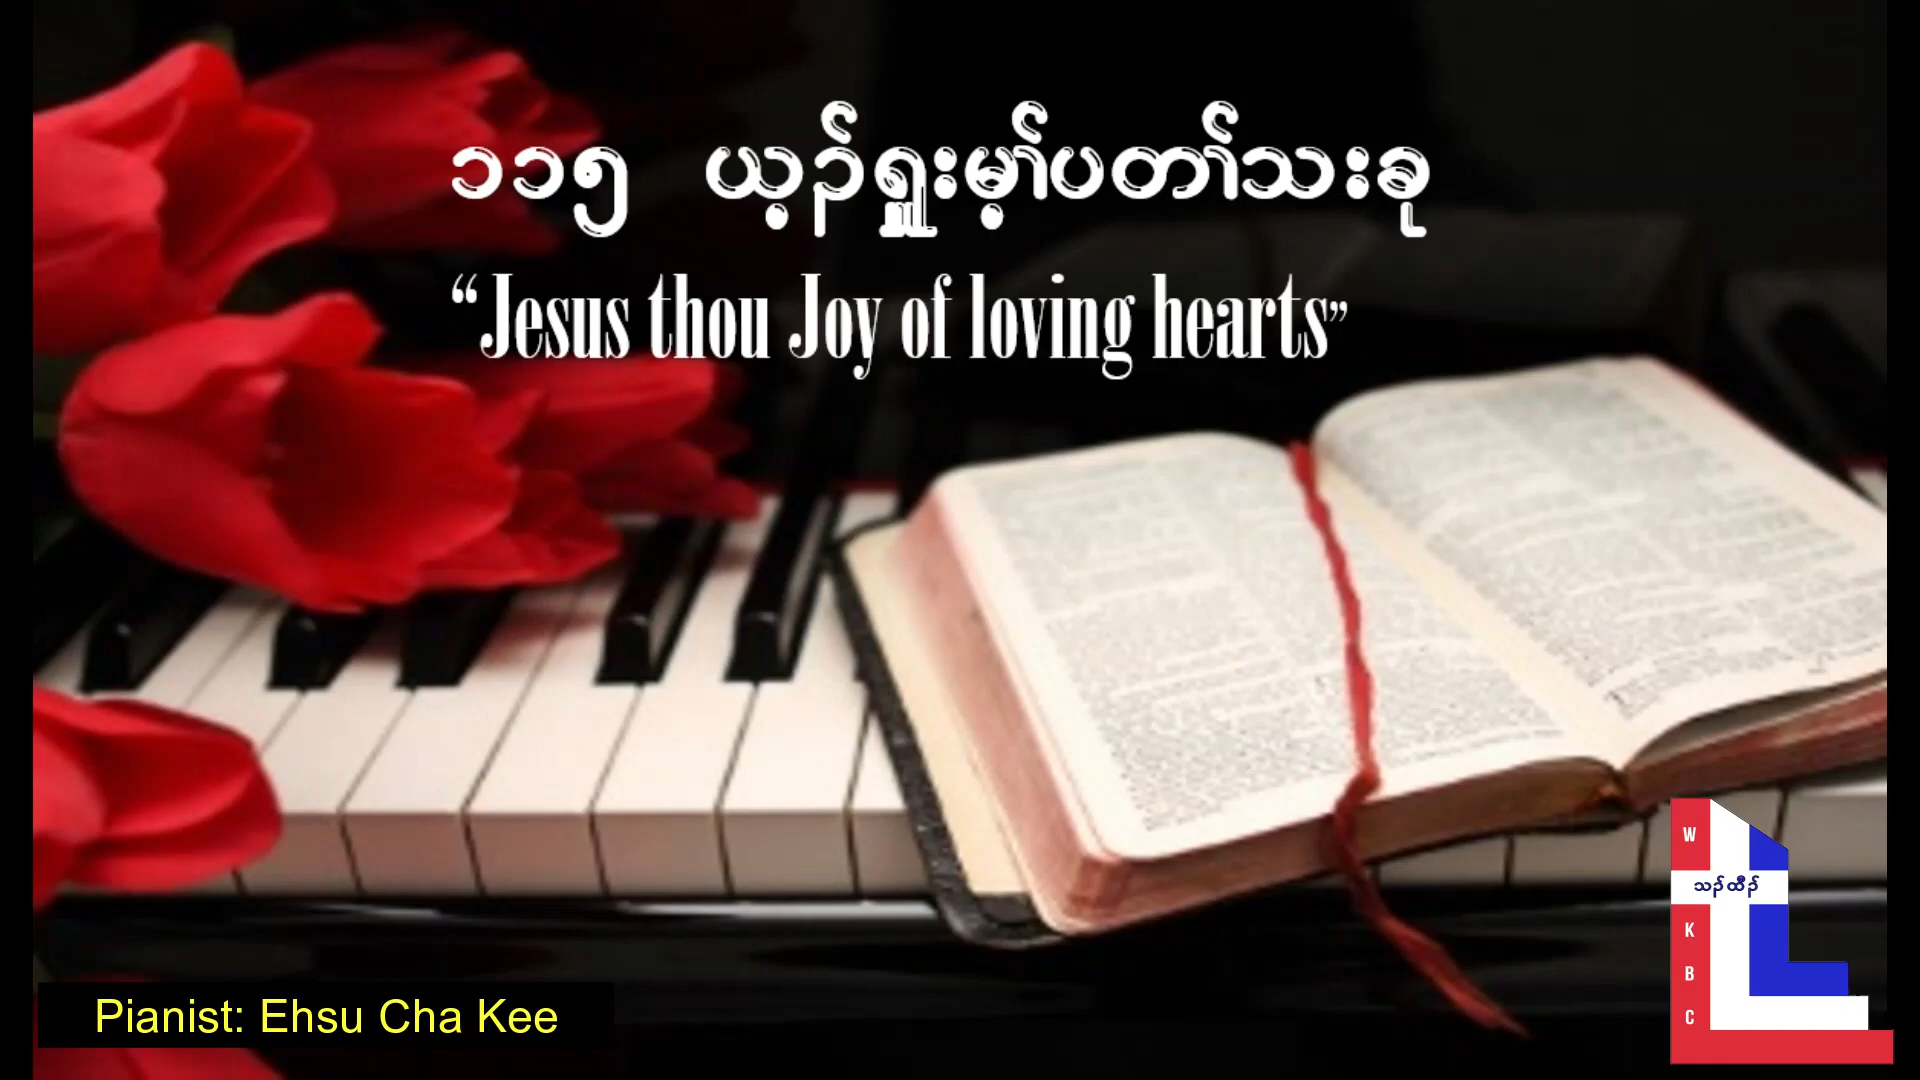 ၁၁၅ ယ့ၣ်ရှူးမ့ၢ်ပတၢ်သးခု
“Jesus thou Joy of loving hearts”
W
သၣ်ထီၣ်
K
B
C
Pianist: Ehsu Cha Kee